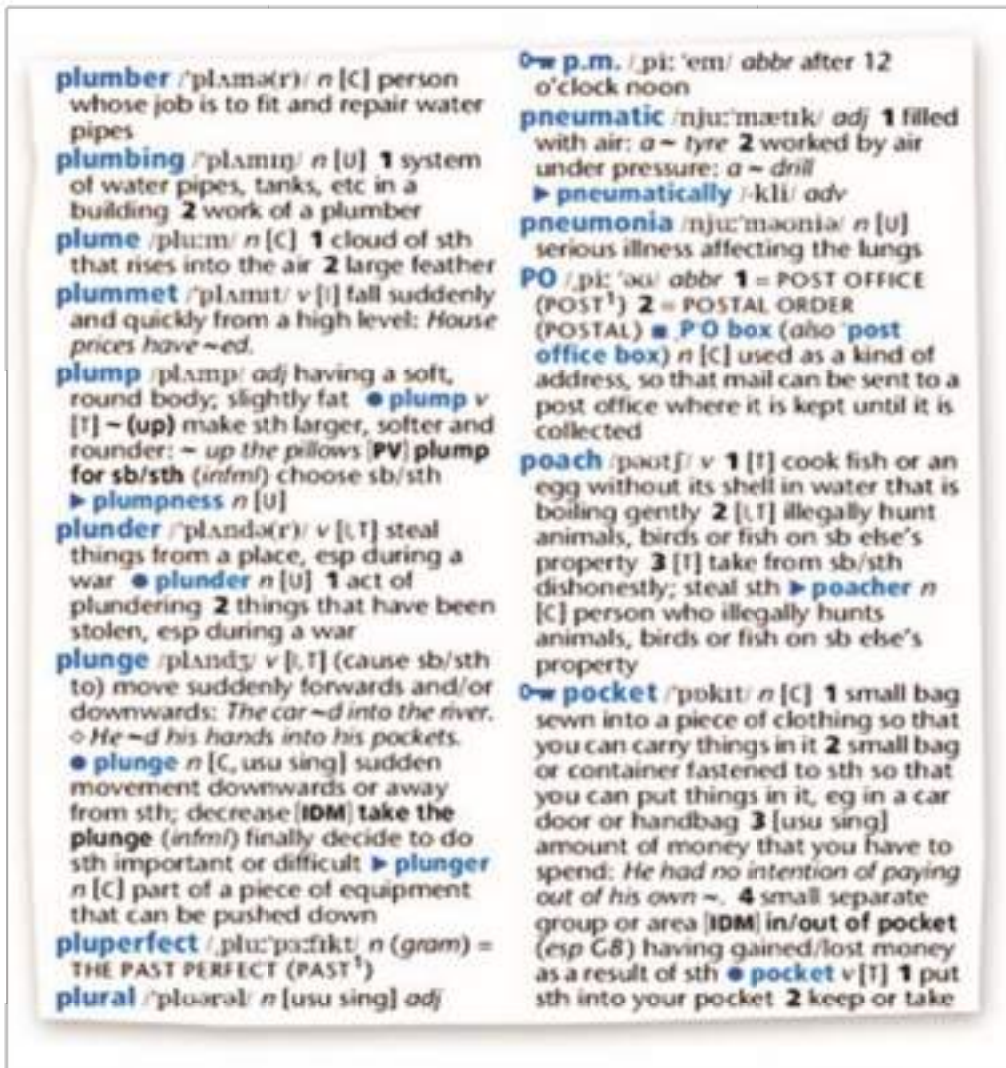 plumber /ˈplʌmə(r)/ n [C] person
whose job is to fit and repair water
pipes
plumbing /ˈplʌmɪŋ/ n [U] 1 system
of water pipes, tanks, etc in a
building 2 work of a plumber
plume /pluːm/ n [C] 1 cloud of sth
that rises into the air 2 large feather
plummet /ˈplʌmɪt/ v [I] fall suddenly
and quickly from a high level: House
prices have ~ed.
plump /plʌmp/ adj having a soft,
round body; slightly fat ● plump v
[T] ~ (up) make sth larger, softer and
rounder: ~ up the pillows [PV] plump
for sb/sth (infml) choose sb/sth
▶ plumpness n [U]
plunder /ˈplʌndə(r)/ v [I,T] steal
things from a place, esp during a
war ● plunder n [U] 1 act of
plundering 2 things that have been
stolen, esp during a war
plunge /plʌndʒ/ v [I,T] (cause sb/sth
to) move suddenly forwards and/or
downwards: The car ~d into the river.
◇ He ~d his hands into his pockets.
● plunge n [C, usu sing] sudden
movement downwards or away
from sth; decrease [IDM] take the
plunge (infml) finally decide to do
sth important or difficult ▶ plunger
n [C] part of a piece of equipment
that can be pushed down
pluperfect /ˌpluːˈpɜːfɪkt/ n (gram) =
THE PAST PERFECT (PAST¹)
plural /ˈplʊərəl/ n [usu sing] adj
p.m. /ˌpiː ˈem/ abbr after 12
o'clock noon
pneumatic /njuːˈmætɪk/ adj 1 filled
with air: a ~ tyre 2 worked by air
under pressure: a ~ drill
▶ pneumatically /-kli/ adv
pneumonia /njuːˈməʊniə/ n [U]
serious illness affecting the lungs
PO /ˌpiː ˈəʊ/ abbr 1 = POST OFFICE
(POST¹) 2 = POSTAL ORDER
(POSTAL) ■ ˌPˈO box (also ˈpost
office box) n [C] used as a kind of
address, so that mail can be sent to a
post office where it is kept until it is
collected
poach /pəʊtʃ/ v 1 [T] cook fish or an
egg without its shell in water that is
boiling gently 2 [I,T] illegally hunt
animals, birds or fish on sb else's
property 3 [T] take from sb/sth
dishonestly; steal sth ▶ poacher n
[C] person who illegally hunts
animals, birds or fish on sb else's
property
pocket /ˈpɒkɪt/ n [C] 1 small bag
sewn into a piece of clothing so that
you can carry things in it 2 small bag
or container fastened to sth so that
you can put things in it, eg in a car
door or handbag 3 [usu sing]
amount of money that you have to
spend: He had no intention of paying
out of his own ~. 4 small separate
group or area [IDM] in/out of pocket
(esp GB) having gained/lost money
as a result of sth ● pocket v [T] 1 put
sth into your pocket 2 keep or take